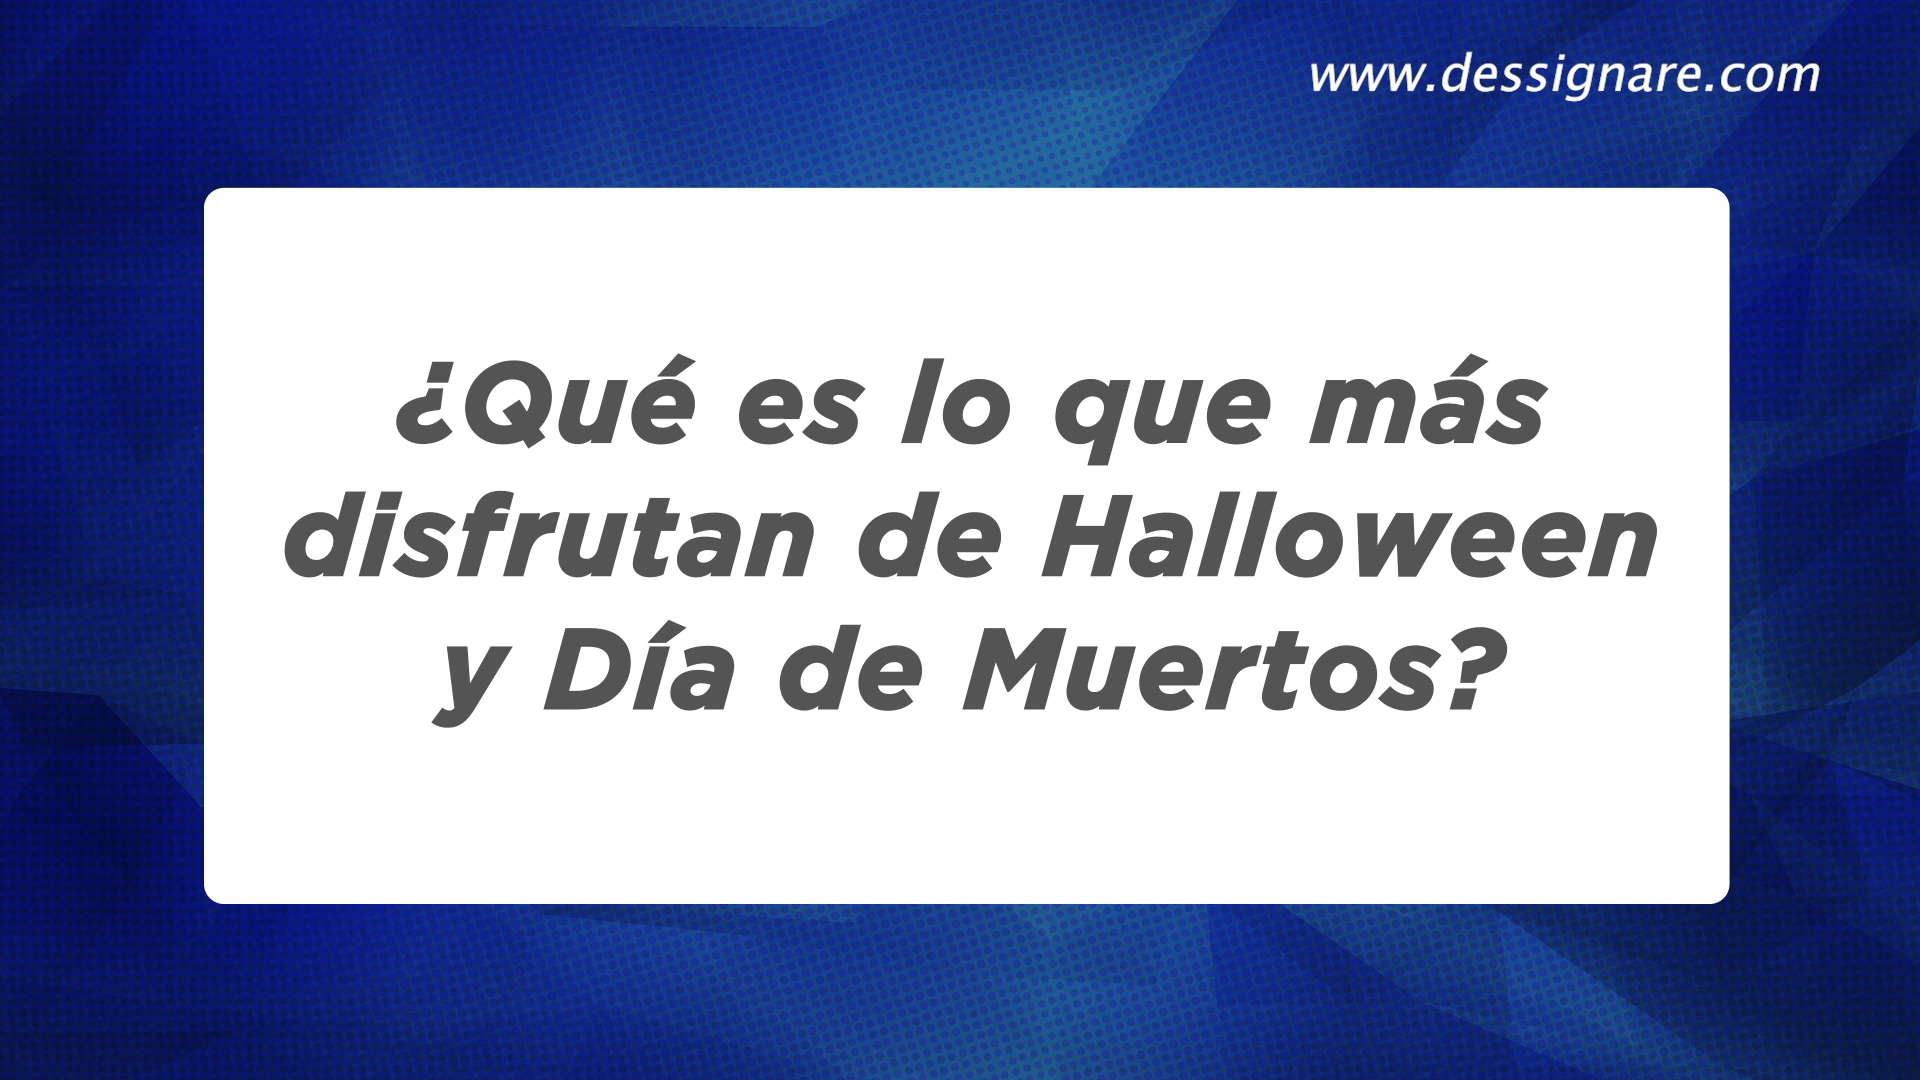 www.dessignare.com
¿Qué es lo que más
disfrutan de Halloween
y Día de Muertos?